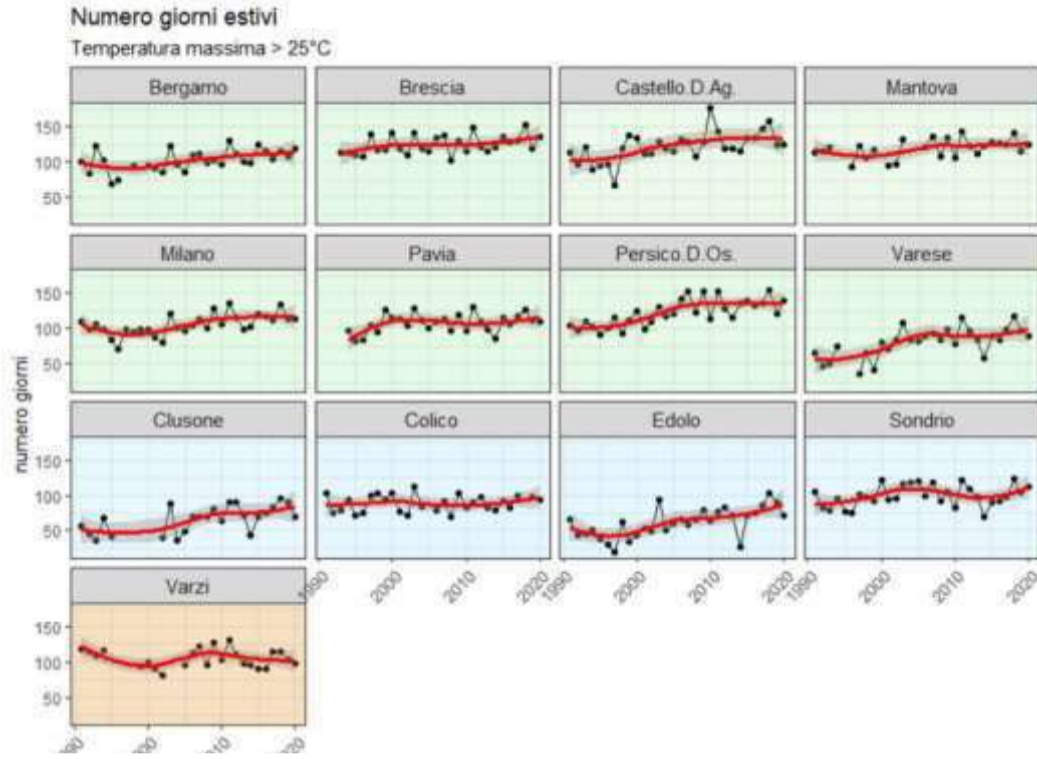 Numero giorni estivi
Temperatura massima > 25°C
Bergamo Brescia Castello.D.Ag. Mantova
150
100
50
Milano Pavia Persico.D.Os. Varese
150
100
50
numero giorni
Clusone Colico Edolo Sondrio
150
100
50
1990 2000 2010 2020 1990 2000 2010 2020 1990 2000 2010 2020
Varzi
150
100
50
2020